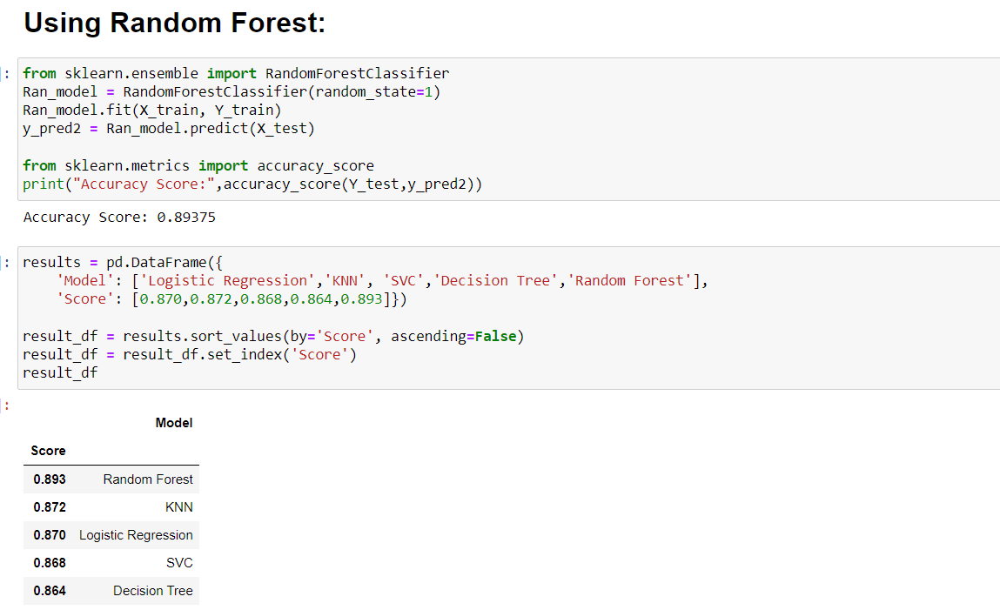 Using Random Forest:
]:
from sklearn.ensemble import RandomForestClassifier
Ran_model = RandomForestClassifier(random_state=1)
Ran_model.fit(X_train, Y_train)
y_pred2 = Ran_model.predict(X_test)

from sklearn.metrics import accuracy_score
print("Accuracy Score:",accuracy_score(Y_test,y_pred2))
Accuracy Score: 0.89375
]:
results = pd.DataFrame({
    'Model': ['Logistic Regression','KNN', 'SVC','Decision Tree','Random Forest'],
    'Score': [0.870,0.872,0.868,0.864,0.893]})

result_df = results.sort_values(by='Score', ascending=False)
result_df = result_df.set_index('Score')
result_df
]:
Model
Score
0.893 Random Forest
0.872 KNN
0.870 Logistic Regression
0.868 SVC
0.864 Decision Tree